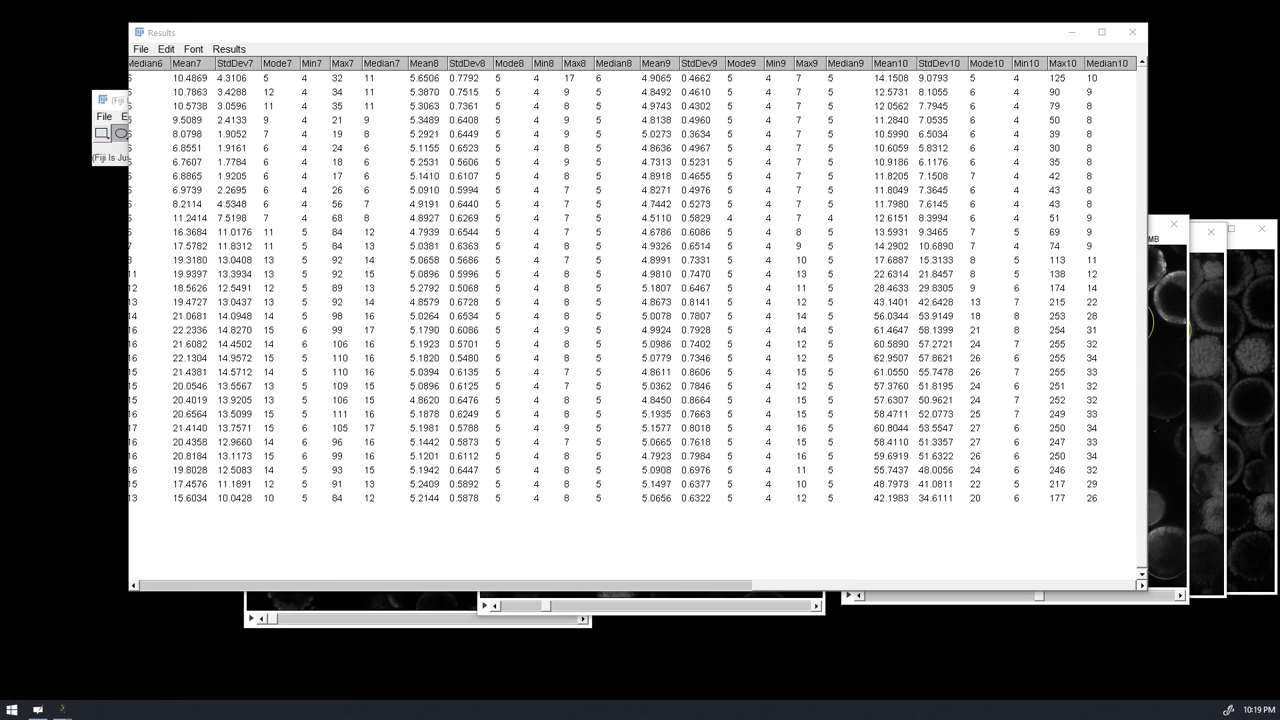 Results
File Edit Font Results
Median6 Mean7 StdDev7 Mode7 Min7 Max7 Median7 Mean8 StdDev8 Mode8 Min8 Max8 Median8 Mean9 StdDev9 Mode9 Min9 Max9 Median9 Mean10 StdDev10 Mode10 Min10 Max10 Median10
6 10.4869 4.3106 5 4 32 11 5.6506 0.7792 5 4 17 6 4.9065 0.4662 5 4 7 5 14.1508 9.0793 5 4 125 10
6 10.7863 3.4288 12 4 34 11 5.3873 0.7515 5 4 9 5 4.8492 0.4610 5 4 7 5 12.5731 8.1055 6 4 90 9
6 10.5738 3.0596 11 4 35 11 5.3063 0.7361 5 4 9 5 4.9743 0.4302 5 4 7 5 12.0562 7.7945 6 4 79 8
6 9.5089 2.4133 9 4 21 9 5.3489 0.6408 5 4 8 5 4.8138 0.4960 5 4 7 5 11.2840 7.0535 6 4 50 8
6 8.0798 1.9052 7 4 19 8 5.2921 0.6449 5 4 9 5 5.0273 0.3634 5 4 7 5 10.5990 6.5034 6 4 39 8
6 6.8551 1.9161 6 4 24 6 5.1155 0.6523 5 4 8 5 4.8636 0.4967 5 4 7 5 10.6059 5.8312 6 4 30 8
6 6.7607 1.7784 6 4 18 6 5.2531 0.5606 5 4 8 5 4.7313 0.5231 5 4 7 5 10.9186 6.1176 6 4 35 8
6 6.8865 1.9205 6 4 17 6 5.1410 0.6107 5 4 8 5 4.8918 0.4655 5 4 7 5 11.8205 7.1508 7 4 42 8
6 6.9739 2.2695 6 4 26 6 5.0910 0.5994 5 4 7 5 4.8271 0.4976 5 4 7 5 11.8049 7.3645 6 4 43 8
6 8.2114 4.5348 6 4 56 7 4.9191 0.6440 5 4 8 5 4.7442 0.5273 5 4 7 5 11.7980 7.6145 6 4 43 8
6 11.2414 7.5198 7 4 68 8 4.8927 0.6269 5 4 7 5 4.5110 0.5829 4 4 7 5 12.6151 8.3994 6 4 51 9
6 16.3684 11.0176 11 5 84 12 4.7939 0.6544 5 4 7 5 4.6786 0.6086 5 4 8 5 13.5931 9.3465 7 5 69 9
7 17.5782 11.8312 11 5 84 13 5.0381 0.6363 5 4 8 5 4.9326 0.6514 5 4 9 5 14.2902 10.6890 7 4 74 9
8 19.3180 13.0408 13 5 92 14 5.0658 0.5686 5 4 7 5 4.8991 0.7331 5 4 10 5 17.6887 15.3133 8 5 113 11
11 19.9397 13.3934 13 5 92 15 5.0896 0.5996 5 4 8 5 4.9810 0.7470 5 4 13 5 22.6314 21.8457 8 5 138 12
12 18.5626 12.5491 12 5 89 13 5.2792 0.5068 5 4 8 5 5.1807 0.6467 5 4 11 5 28.4633 29.8305 9 6 174 14
13 19.4727 13.0437 13 5 92 14 4.8579 0.6728 5 4 8 5 4.8673 0.8141 5 4 12 5 43.1401 42.6428 13 7 215 22
14 21.0681 14.0948 14 5 98 16 5.0264 0.6534 5 4 8 5 5.0078 0.7807 5 4 14 5 56.0344 53.9149 18 8 253 28
16 22.2336 14.8270 15 6 99 17 5.1790 0.6086 5 4 9 5 4.9924 0.7928 5 4 14 5 61.4647 58.1399 21 8 254 31
16 21.6082 14.4502 14 6 106 16 5.1923 0.5701 5 4 8 5 5.0986 0.7402 5 4 12 5 60.5890 57.2721 24 7 255 32
16 22.1304 14.9572 15 5 110 16 5.1820 0.5480 5 4 8 5 5.0779 0.7346 5 4 12 5 62.9507 57.8621 26 6 255 34
15 21.4381 14.5712 14 5 110 16 5.0394 0.6135 5 4 7 5 4.8611 0.8606 5 4 14 5 61.0550 55.7478 26 7 255 33
15 20.0546 13.5567 13 5 109 15 5.0896 0.6125 5 4 8 5 5.0362 0.7846 5 4 12 5 57.3760 51.8195 24 6 251 32
15 20.4019 13.9205 13 5 106 15 4.8620 0.6476 5 4 8 5 4.8450 0.8664 5 4 15 5 57.6307 50.9621 24 7 252 32
16 20.6564 13.5099 15 5 111 16 5.1878 0.6249 5 4 8 5 5.1935 0.7663 5 4 12 5 58.4711 52.0773 25 7 249 33
17 21.4140 13.7571 15 6 105 17 5.1981 0.5788 5 4 9 5 5.1577 0.8018 5 4 16 5 60.8044 53.5547 27 6 250 34
16 20.4358 12.9660 14 6 96 16 5.1442 0.5873 5 4 7 5 5.0665 0.7618 5 4 15 5 58.4110 51.3357 27 6 247 33
16 20.8184 13.1173 15 6 99 16 5.1201 0.6112 5 4 8 5 4.7923 0.7984 5 4 16 5 59.6919 51.6322 26 6 250 34
16 19.8028 12.5083 14 5 93 15 5.1942 0.6447 5 4 8 5 5.0908 0.6976 5 4 11 5 55.7437 48.0056 24 6 246 32
15 17.4576 11.1891 12 5 91 13 5.2409 0.5892 5 4 8 5 5.1497 0.6377 5 4 10 5 48.7973 41.0811 22 5 217 29
13 15.6034 10.0428 10 5 84 12 5.2144 0.5878 5 4 8 5 5.0656 0.6322 5 4 12 5 42.1983 34.6111 20 6 177 26
(Fiji
File E
(Fiji Is Jus
MB
10:19 PM